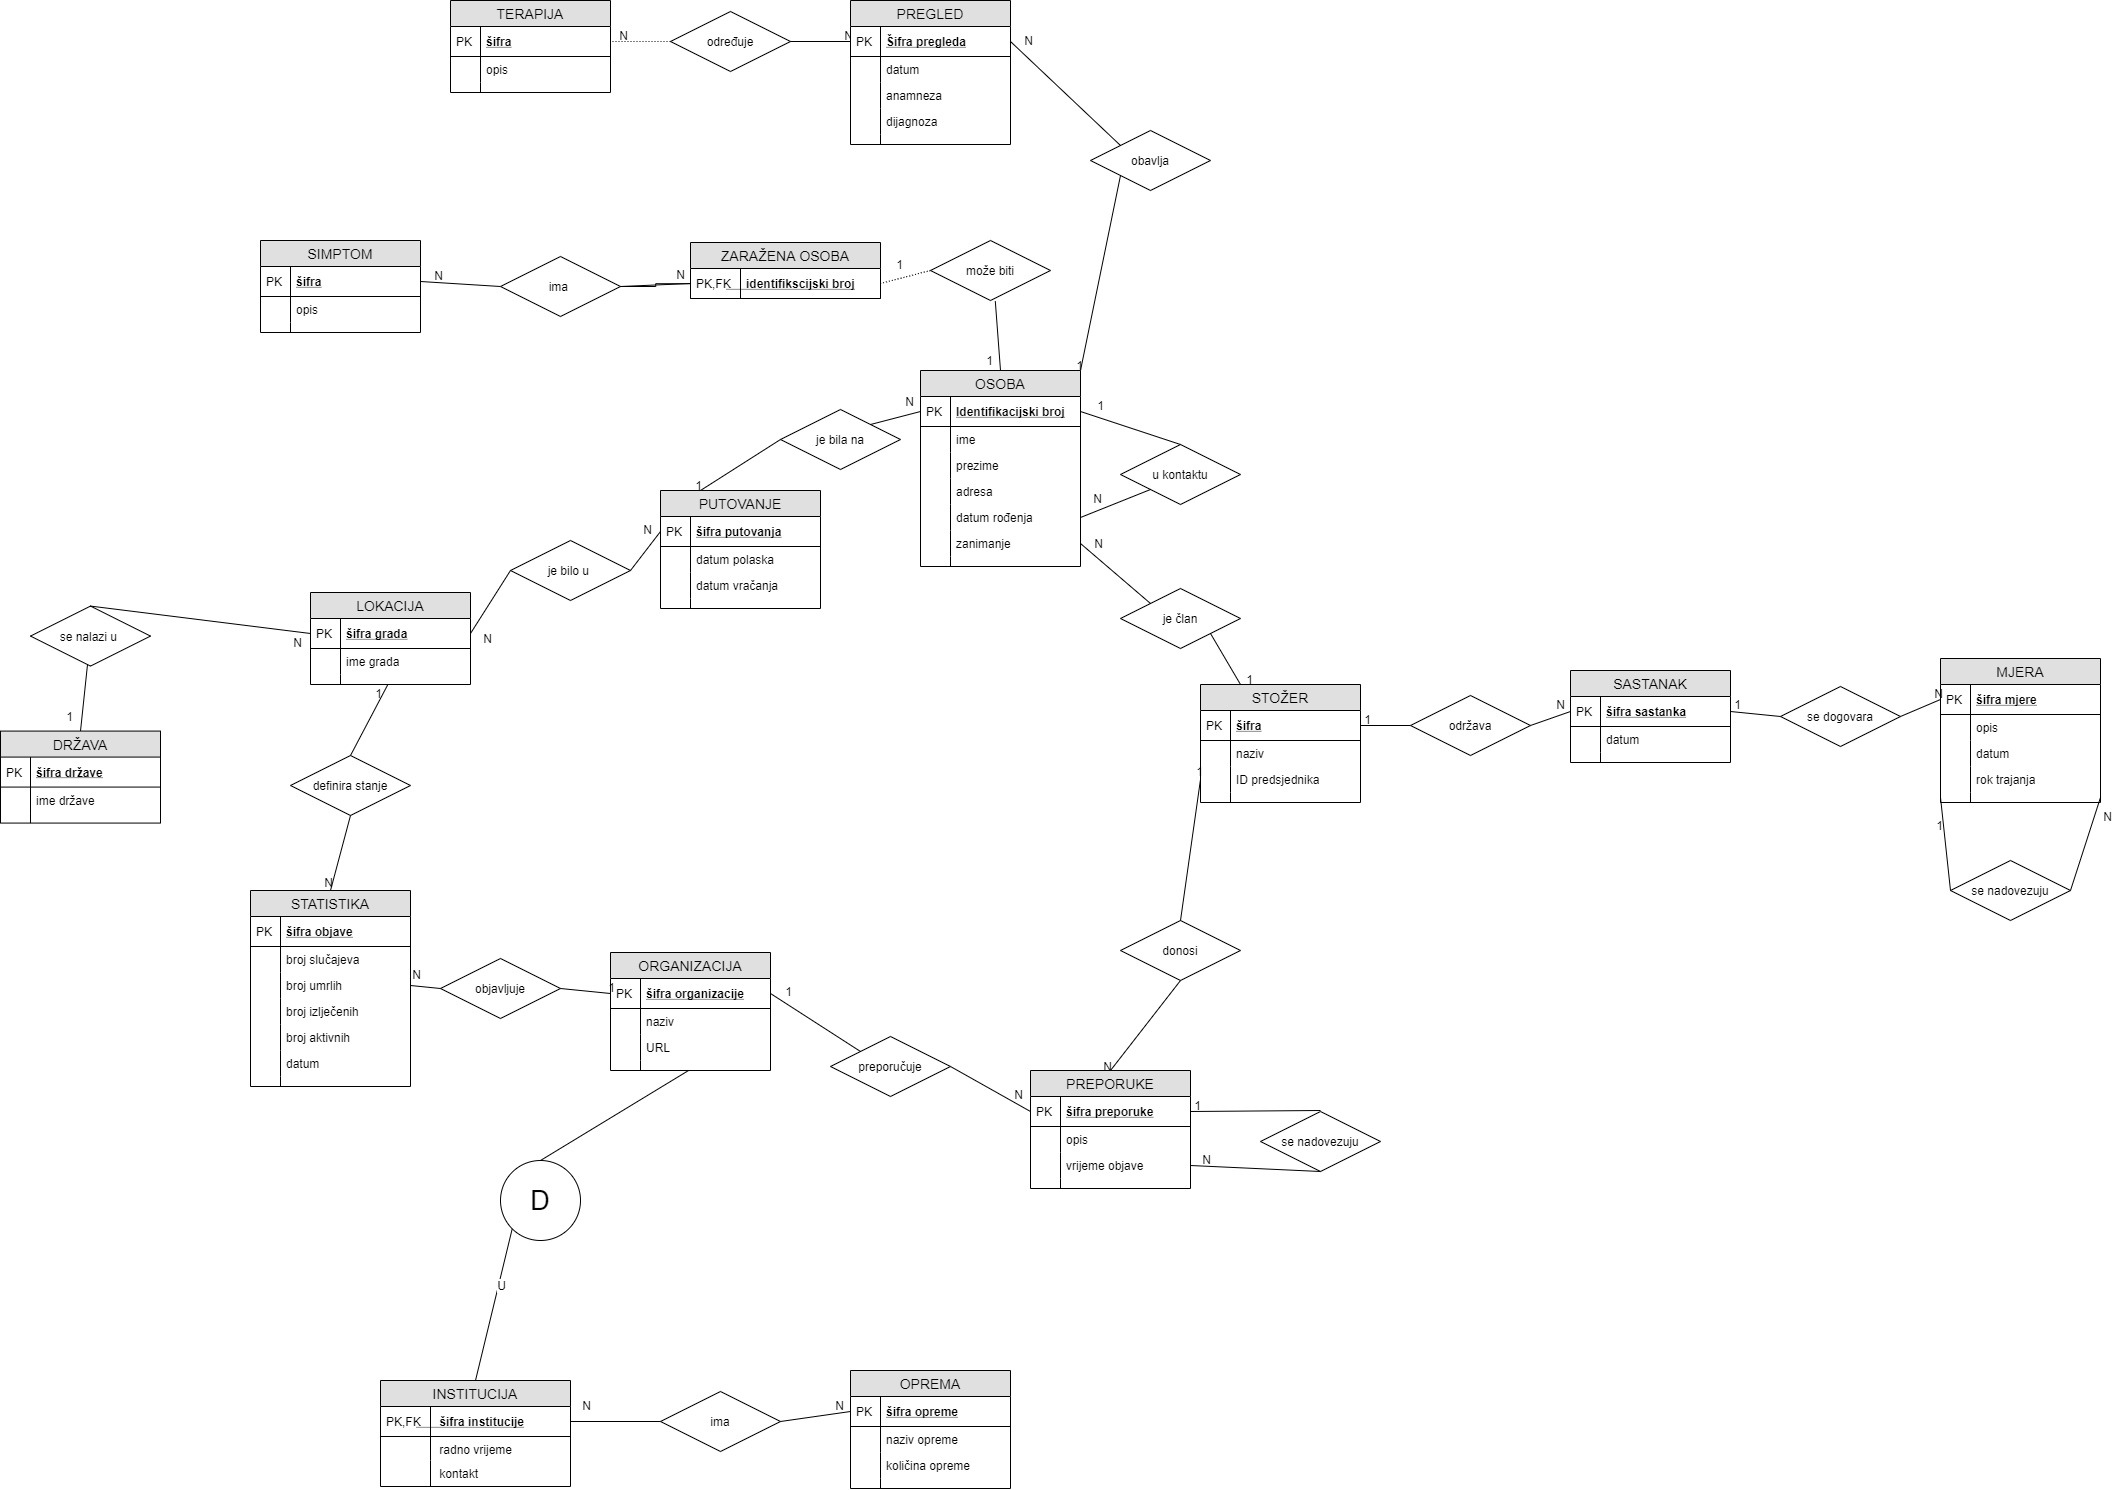 TERAPIJA
PK šifra
opis
N
određuje
N
PREGLED
PK Šifra pregleda
datum
anamneza
dijagnoza
N
obavlja
1
SIMPTOM
PK šifra
opis
N
ima
N
ZARAŽENA OSOBA
PK,FK identifikscijski broj
1
može biti
1
OSOBA
PK Identifikacijski broj
ime
prezime
adresa
datum rođenja
zanimanje
1
u kontaktu
N
N
je bila na
1
PUTOVANJE
PK šifra putovanja
datum polaska
datum vračanja
N
je bilo u
N
LOKACIJA
PK šifra grada
ime grada
N
se nalazi u
1
DRŽAVA
PK šifra države
ime države
N
je član
1
STOŽER
PK šifra
naziv
ID predsjednika
1
održava
N
SASTANAK
PK šifra sastanka
datum
1
se dogovara
N
MJERA
PK šifra mjere
opis
datum
rok trajanja
1
se nadovezuju
N
1
definira stanje
N
STATISTIKA
PK šifra objave
broj slučajeva
broj umrlih
broj izlječenih
broj aktivnih
datum
N
objavljuje
1
ORGANIZACIJA
PK šifra organizacije
naziv
URL
1
preporučuje
N
1
donosi
N
PREPORUKE
PK šifra preporuke
opis
vrijeme objave
1
se nadovezuju
N
D
U
INSTITUCIJA
PK,FK šifra institucije
radno vrijeme
kontakt
N
ima
N
OPREMA
PK šifra opreme
naziv opreme
količina opreme